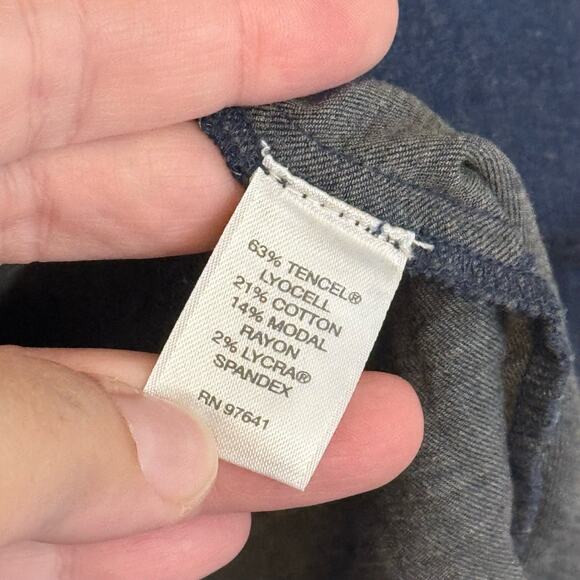 63% TENCEL®
LYOCELL
21% COTTON
14% MODAL
RAYON
2% LYCRA®
SPANDEX
RN 97641